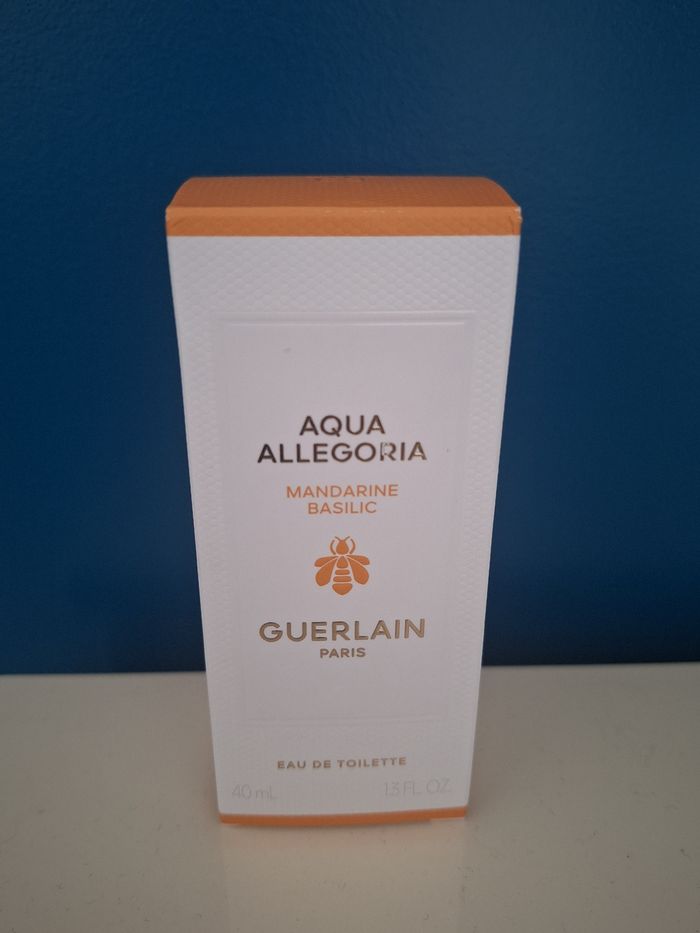 AQUA
ALLEGORIA
MANDARINE
BASILIC
GUERLAIN
PARIS
EAU DE TOILETTE
40 mL 1.3 FL. OZ.